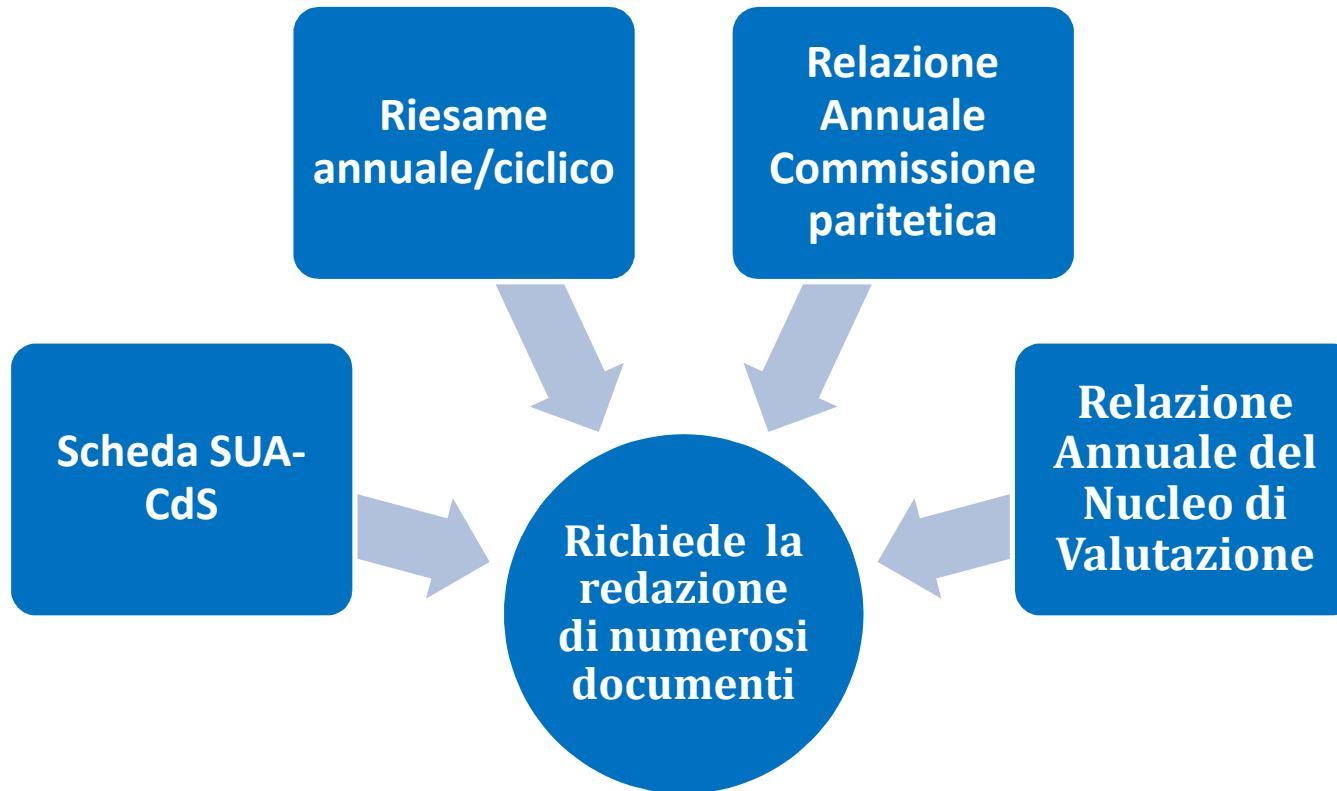 Riesame
annuale/ciclico
Relazione
Annuale
Commissione
paritetica
Scheda SUA-
CdS
Relazione
Annuale del
Nucleo di
Valutazione
Richiede la
redazione
di numerosi
documenti